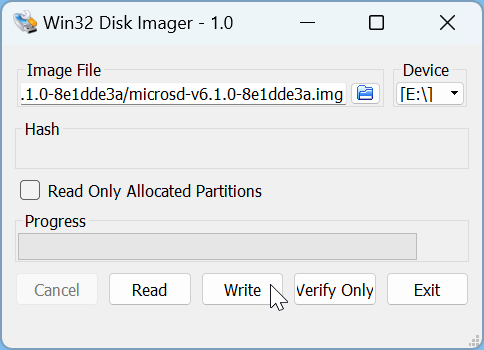 Win32 Disk Imager - 1.0
Image File
Device
.1.0-8e1dde3a/microsd-v6.1.0-8e1dde3a.img
[E:\]
Hash
Read Only Allocated Partitions
Progress
Cancel
Read
Write
Verify Only
Exit